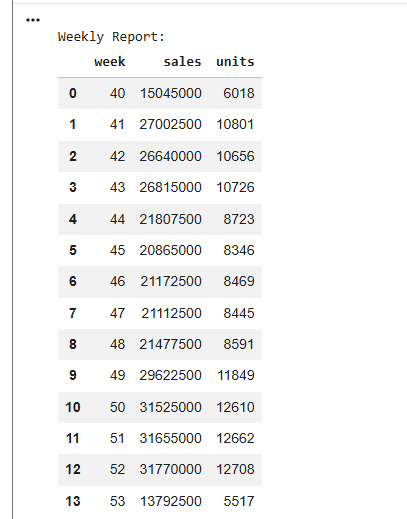 Weekly Report:
week sales units
0 40 15045000 6018
1 41 27002500 10801
2 42 26640000 10656
3 43 26815000 10726
4 44 21807500 8723
5 45 20865000 8346
6 46 21172500 8469
7 47 21112500 8445
8 48 21477500 8591
9 49 29622500 11849
10 50 31525000 12610
11 51 31655000 12662
12 52 31770000 12708
13 53 13792500 5517